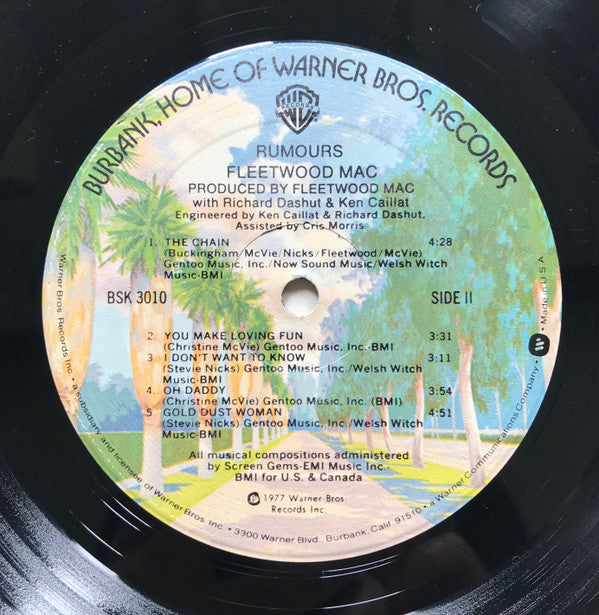 BURBANK, HOME OF WARNER BROS. RECORDS
RECORDS
RUMOURS
FLEETWOOD MAC
PRODUCED BY FLEETWOOD MAC
with Richard Dashut & Ken Caillat
Engineered by Ken Caillat & Richard Dashut,
Assisted by Cris Morris
1. THE CHAIN 4:28
(Buckingham/McVie/Nicks/Fleetwood/McVie)
Gentoo Music, Inc./Now Sound Music/Welsh Witch
Music-BMI
BSK 3010 SIDE II
2. YOU MAKE LOVING FUN 3:31
(Christine McVie) Gentoo Music, Inc.-BMI
3 I DON'T WANT TO KNOW 3:11
(Stevie Nicks) Gentoo Music, Inc./Welsh Witch
Music-BMI
4. OH DADDY 3:54
(Christine McVie) Gentoo Music, Inc. (BMI)
5 GOLD DUST WOMAN 4:51
(Stevie Nicks) Gentoo Music, Inc./Welsh Witch
Music-BMI
All musical compositions administered
by Screen Gems-EMI Music Inc.-
BMI for U.S. & Canada
℗ 1977 Warner Bros.
Records Inc.
Warner Bros. Records Inc. • a subsidiary and licensee of Warner Bros. Inc. • 3300 Warner Blvd., Burbank, Calif. 91510 • a Warner Communications Company • Made in U.S.A.